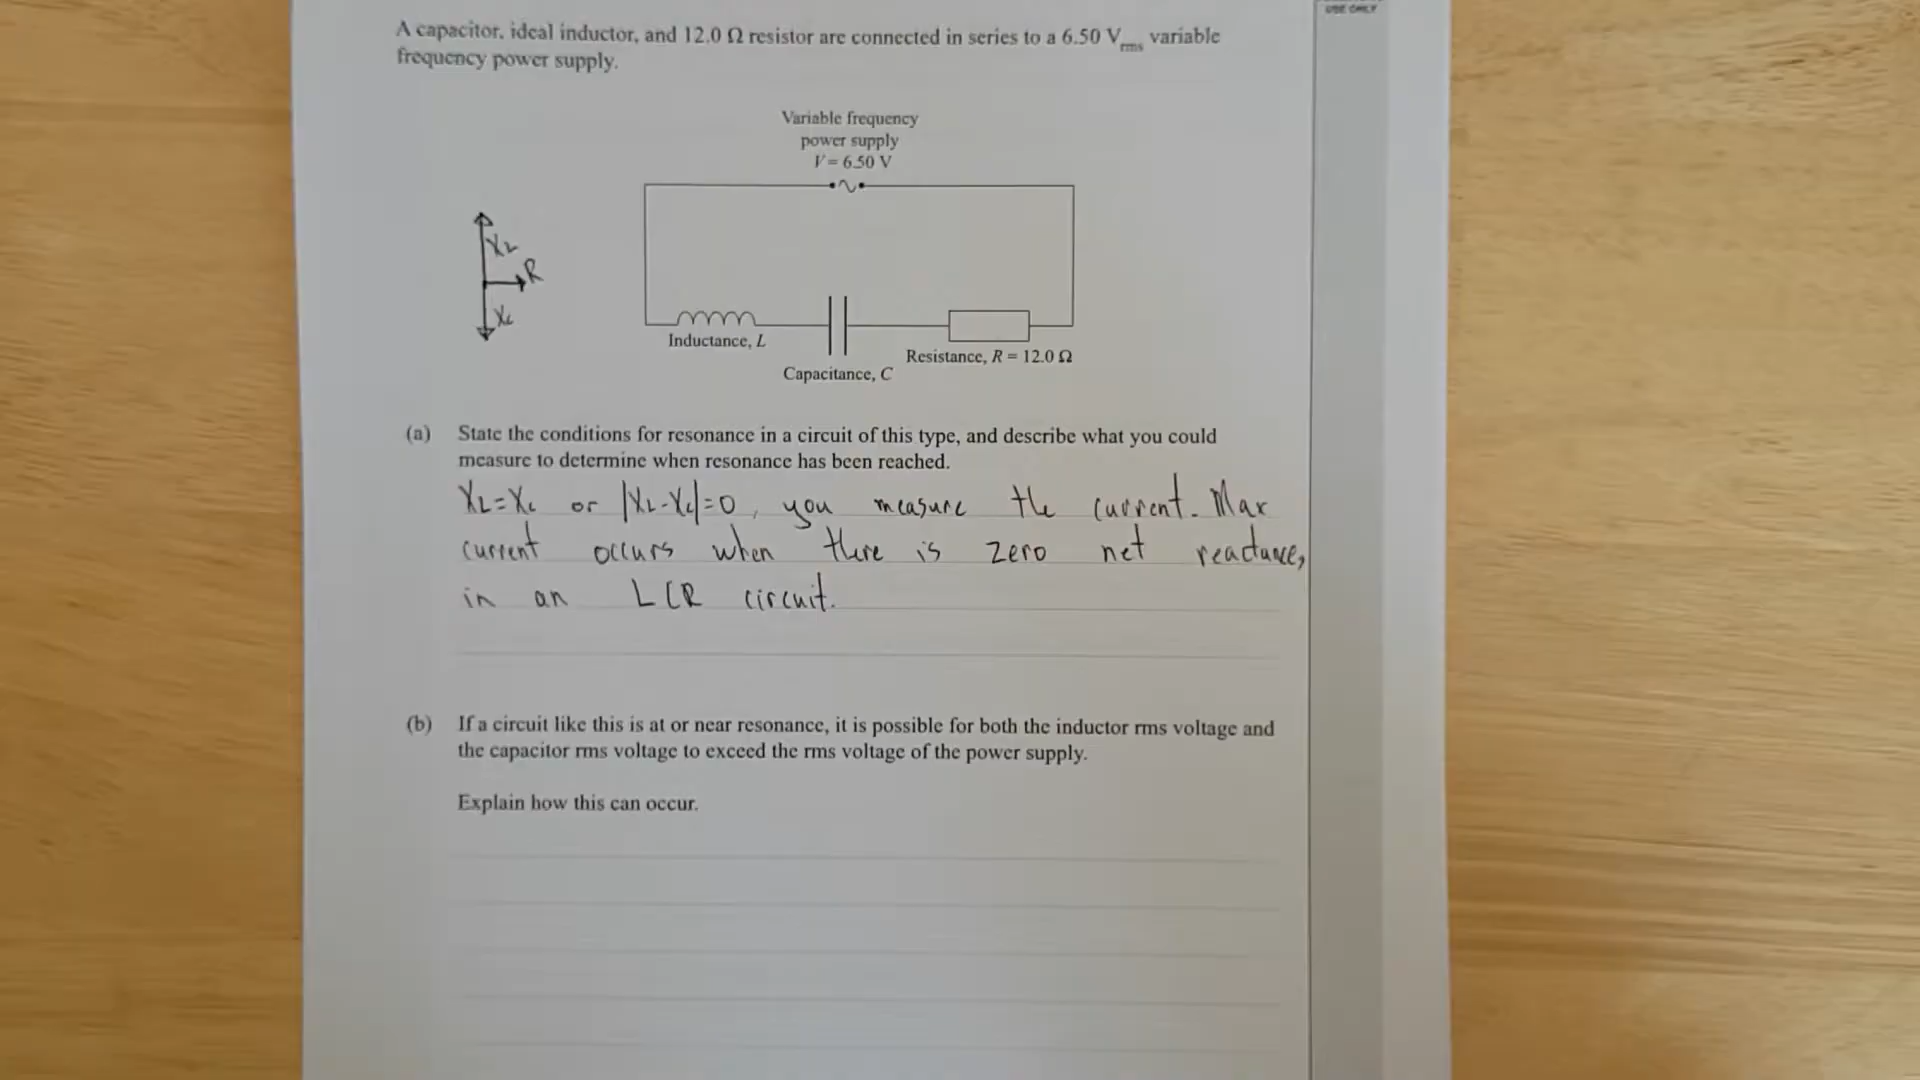 USE ONLY
A capacitor, ideal inductor, and 12.0 Ω resistor are connected in series to a 6.50 Vrms variable
frequency power supply.
Variable frequency
power supply
V = 6.50 V
XL
R
Xc
Inductance, L
Resistance, R = 12.0 Ω
Capacitance, C
(a) State the conditions for resonance in a circuit of this type, and describe what you could
measure to determine when resonance has been reached.
XL=Xc or |XL-Xc|=0, you measure the current. Max
current occurs when there is zero net reactance,
in an LCR circuit.
(b) If a circuit like this is at or near resonance, it is possible for both the inductor rms voltage and
the capacitor rms voltage to exceed the rms voltage of the power supply.
Explain how this can occur.